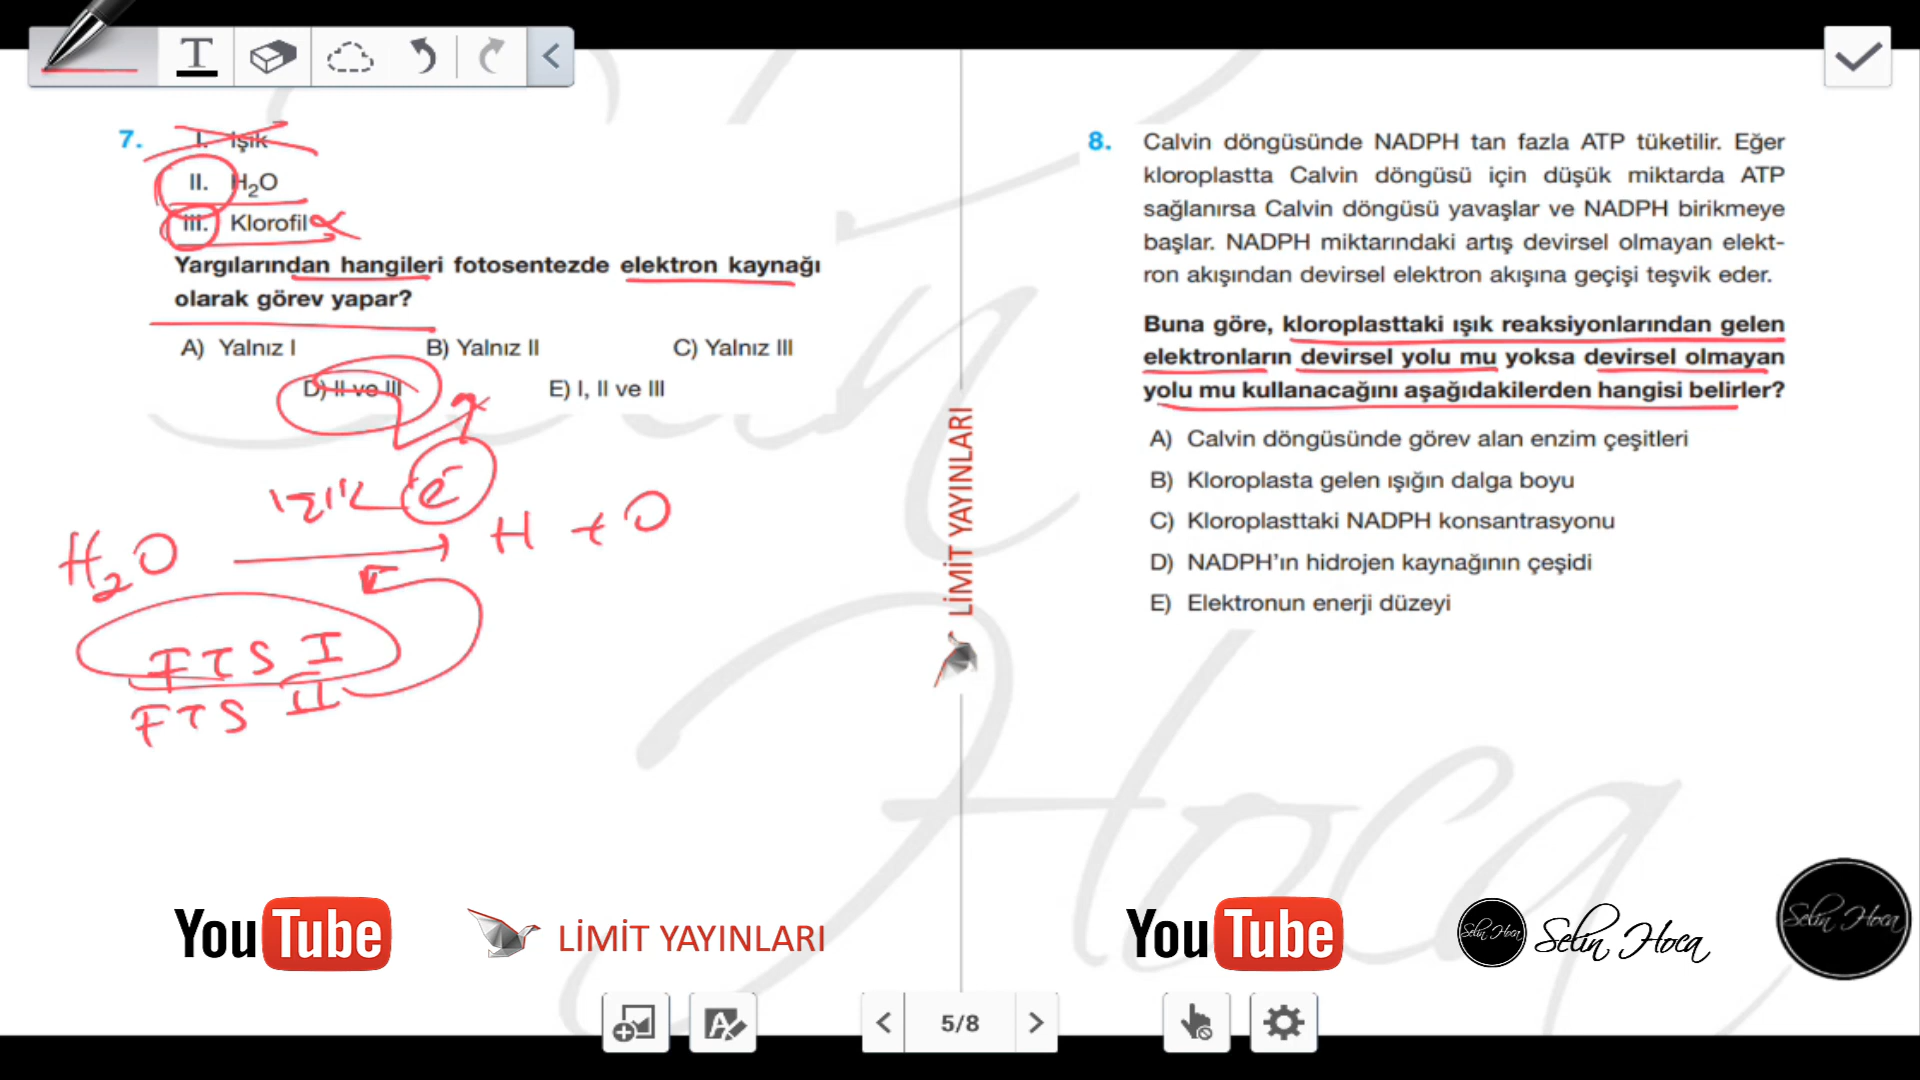 T
7.
I. Işık
II. H₂O
III. Klorofil
Yargılarından hangileri fotosentezde elektron kaynağı
olarak görev yapar?
A) Yalnız I
B) Yalnız II
C) Yalnız III
D) II ve III
E) I, II ve III
ışık e⁻
H₂O → H + O
FTS I
FTS II
LİMİT YAYINLARI
8.
Calvin döngüsünde NADPH tan fazla ATP tüketilir. Eğer
kloroplastta Calvin döngüsü için düşük miktarda ATP
sağlanırsa Calvin döngüsü yavaşlar ve NADPH birikmeye
başlar. NADPH miktarındaki artış devirsel olmayan elekt-
ron akışından devirsel elektron akışına geçişi teşvik eder.
Buna göre, kloroplasttaki ışık reaksiyonlarından gelen
elektronların devirsel yolu mu yoksa devirsel olmayan
yolu mu kullanacağını aşağıdakilerden hangisi belirler?
A) Calvin döngüsünde görev alan enzim çeşitleri
B) Kloroplasta gelen ışığın dalga boyu
C) Kloroplasttaki NADPH konsantrasyonu
D) NADPH'ın hidrojen kaynağının çeşidi
E) Elektronun enerji düzeyi
YouTube
LİMİT YAYINLARI
YouTube
Selin Hoca
Selin Hoca
Selin Hoca
5/8